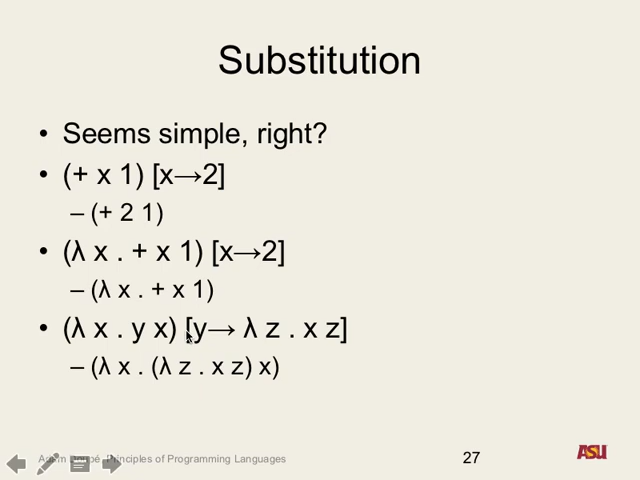 Substitution
• Seems simple, right?
• (+ x 1) [x→2]
– (+ 2 1)
• (λ x . + x 1) [x→2]
– (λ x . + x 1)
• (λ x . y x) [y→ λ z . x z]
– (λ x . (λ z . x z) x)
Principles of Programming Languages
27
ASU